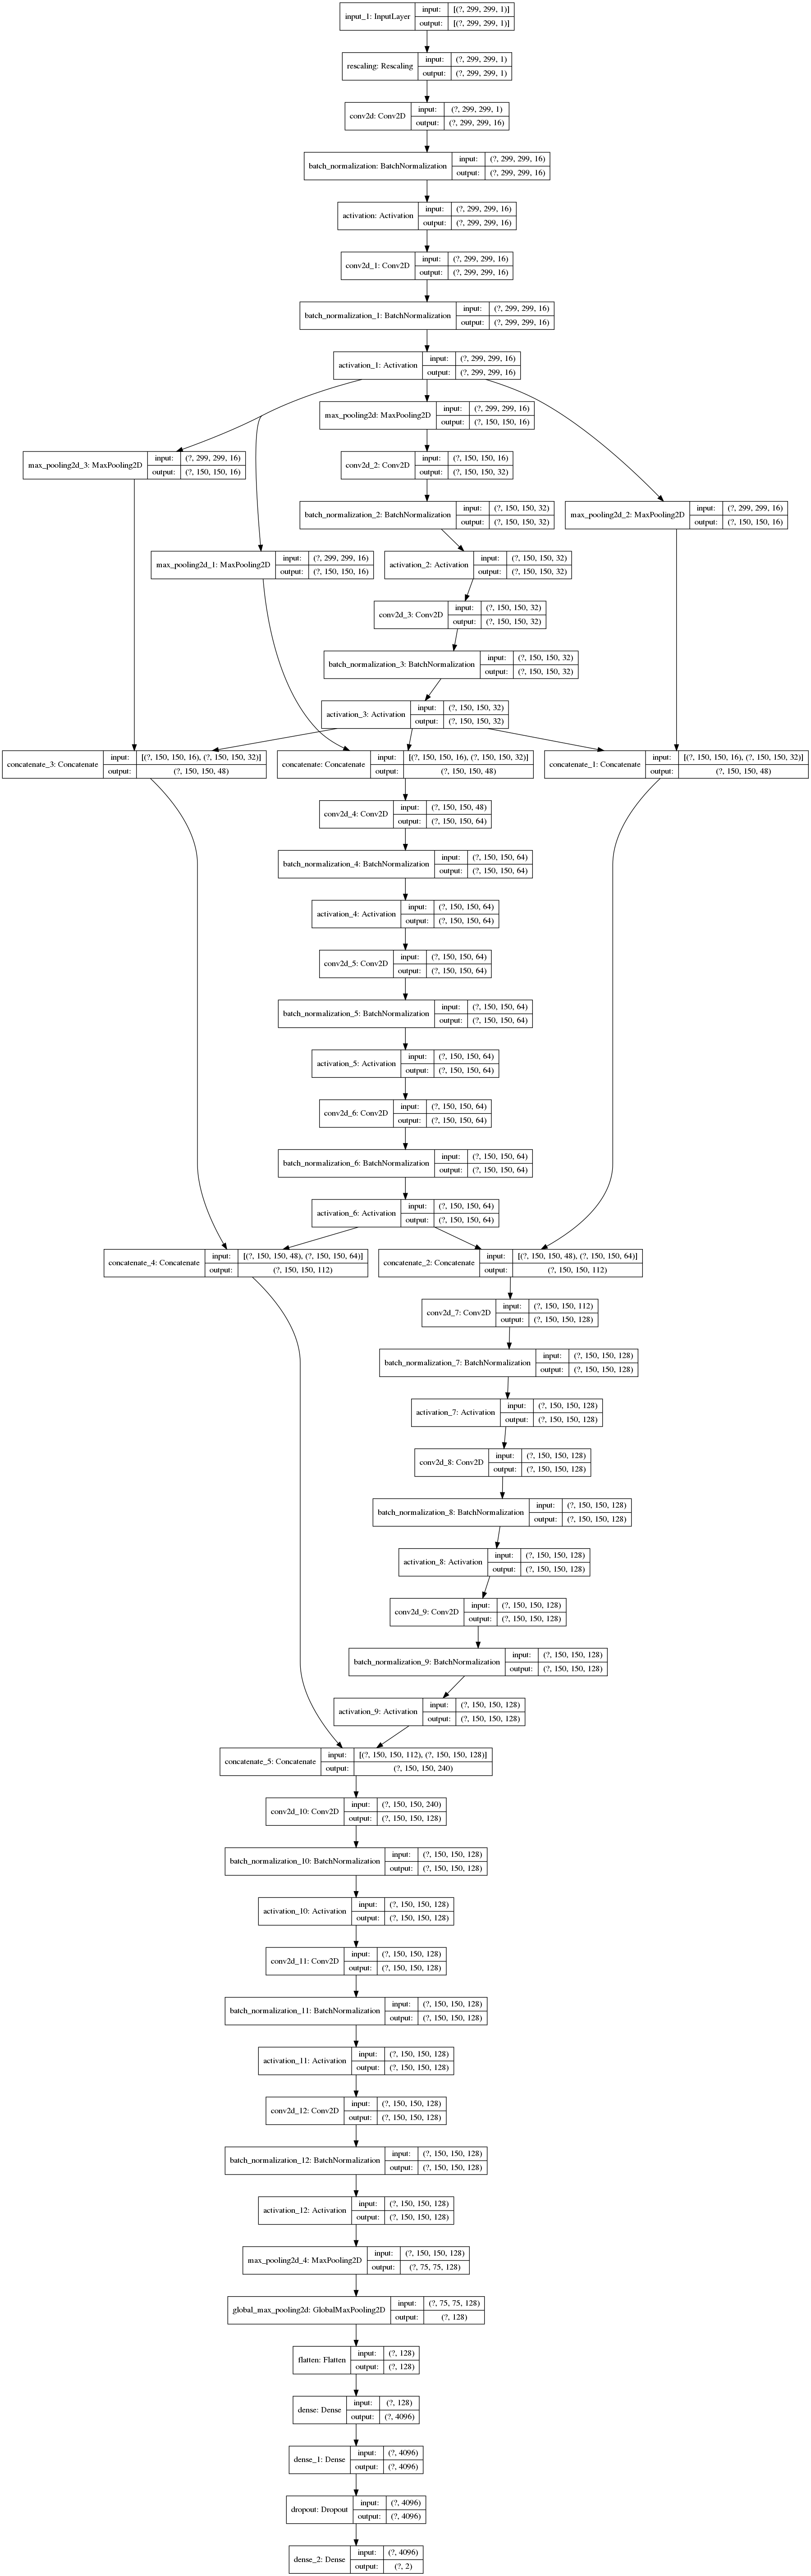 input_1: InputLayer input: [(?, 299, 299, 1)]
output: [(?, 299, 299, 1)]
rescaling: Rescaling input: (?, 299, 299, 1)
output: (?, 299, 299, 1)
conv2d: Conv2D input: (?, 299, 299, 1)
output: (?, 299, 299, 16)
batch_normalization: BatchNormalization input: (?, 299, 299, 16)
output: (?, 299, 299, 16)
activation: Activation input: (?, 299, 299, 16)
output: (?, 299, 299, 16)
conv2d_1: Conv2D input: (?, 299, 299, 16)
output: (?, 299, 299, 16)
batch_normalization_1: BatchNormalization input: (?, 299, 299, 16)
output: (?, 299, 299, 16)
activation_1: Activation input: (?, 299, 299, 16)
output: (?, 299, 299, 16)
max_pooling2d: MaxPooling2D input: (?, 299, 299, 16)
output: (?, 150, 150, 16)
max_pooling2d_3: MaxPooling2D input: (?, 299, 299, 16)
output: (?, 150, 150, 16)
conv2d_2: Conv2D input: (?, 150, 150, 16)
output: (?, 150, 150, 32)
batch_normalization_2: BatchNormalization input: (?, 150, 150, 32)
output: (?, 150, 150, 32)
max_pooling2d_2: MaxPooling2D input: (?, 299, 299, 16)
output: (?, 150, 150, 16)
max_pooling2d_1: MaxPooling2D input: (?, 299, 299, 16)
output: (?, 150, 150, 16)
activation_2: Activation input: (?, 150, 150, 32)
output: (?, 150, 150, 32)
conv2d_3: Conv2D input: (?, 150, 150, 32)
output: (?, 150, 150, 32)
batch_normalization_3: BatchNormalization input: (?, 150, 150, 32)
output: (?, 150, 150, 32)
activation_3: Activation input: (?, 150, 150, 32)
output: (?, 150, 150, 32)
concatenate_3: Concatenate input: [(?, 150, 150, 16), (?, 150, 150, 32)]
output: (?, 150, 150, 48)
concatenate: Concatenate input: [(?, 150, 150, 16), (?, 150, 150, 32)]
output: (?, 150, 150, 48)
concatenate_1: Concatenate input: [(?, 150, 150, 16), (?, 150, 150, 32)]
output: (?, 150, 150, 48)
conv2d_4: Conv2D input: (?, 150, 150, 48)
output: (?, 150, 150, 64)
batch_normalization_4: BatchNormalization input: (?, 150, 150, 64)
output: (?, 150, 150, 64)
activation_4: Activation input: (?, 150, 150, 64)
output: (?, 150, 150, 64)
conv2d_5: Conv2D input: (?, 150, 150, 64)
output: (?, 150, 150, 64)
batch_normalization_5: BatchNormalization input: (?, 150, 150, 64)
output: (?, 150, 150, 64)
activation_5: Activation input: (?, 150, 150, 64)
output: (?, 150, 150, 64)
conv2d_6: Conv2D input: (?, 150, 150, 64)
output: (?, 150, 150, 64)
batch_normalization_6: BatchNormalization input: (?, 150, 150, 64)
output: (?, 150, 150, 64)
activation_6: Activation input: (?, 150, 150, 64)
output: (?, 150, 150, 64)
concatenate_4: Concatenate input: [(?, 150, 150, 48), (?, 150, 150, 64)]
output: (?, 150, 150, 112)
concatenate_2: Concatenate input: [(?, 150, 150, 48), (?, 150, 150, 64)]
output: (?, 150, 150, 112)
conv2d_7: Conv2D input: (?, 150, 150, 112)
output: (?, 150, 150, 128)
batch_normalization_7: BatchNormalization input: (?, 150, 150, 128)
output: (?, 150, 150, 128)
activation_7: Activation input: (?, 150, 150, 128)
output: (?, 150, 150, 128)
conv2d_8: Conv2D input: (?, 150, 150, 128)
output: (?, 150, 150, 128)
batch_normalization_8: BatchNormalization input: (?, 150, 150, 128)
output: (?, 150, 150, 128)
activation_8: Activation input: (?, 150, 150, 128)
output: (?, 150, 150, 128)
conv2d_9: Conv2D input: (?, 150, 150, 128)
output: (?, 150, 150, 128)
batch_normalization_9: BatchNormalization input: (?, 150, 150, 128)
output: (?, 150, 150, 128)
activation_9: Activation input: (?, 150, 150, 128)
output: (?, 150, 150, 128)
concatenate_5: Concatenate input: [(?, 150, 150, 112), (?, 150, 150, 128)]
output: (?, 150, 150, 240)
conv2d_10: Conv2D input: (?, 150, 150, 240)
output: (?, 150, 150, 128)
batch_normalization_10: BatchNormalization input: (?, 150, 150, 128)
output: (?, 150, 150, 128)
activation_10: Activation input: (?, 150, 150, 128)
output: (?, 150, 150, 128)
conv2d_11: Conv2D input: (?, 150, 150, 128)
output: (?, 150, 150, 128)
batch_normalization_11: BatchNormalization input: (?, 150, 150, 128)
output: (?, 150, 150, 128)
activation_11: Activation input: (?, 150, 150, 128)
output: (?, 150, 150, 128)
conv2d_12: Conv2D input: (?, 150, 150, 128)
output: (?, 150, 150, 128)
batch_normalization_12: BatchNormalization input: (?, 150, 150, 128)
output: (?, 150, 150, 128)
activation_12: Activation input: (?, 150, 150, 128)
output: (?, 150, 150, 128)
max_pooling2d_4: MaxPooling2D input: (?, 150, 150, 128)
output: (?, 75, 75, 128)
global_max_pooling2d: GlobalMaxPooling2D input: (?, 75, 75, 128)
output: (?, 128)
flatten: Flatten input: (?, 128)
output: (?, 128)
dense: Dense input: (?, 128)
output: (?, 4096)
dense_1: Dense input: (?, 4096)
output: (?, 4096)
dropout: Dropout input: (?, 4096)
output: (?, 4096)
dense_2: Dense input: (?, 4096)
output: (?, 2)